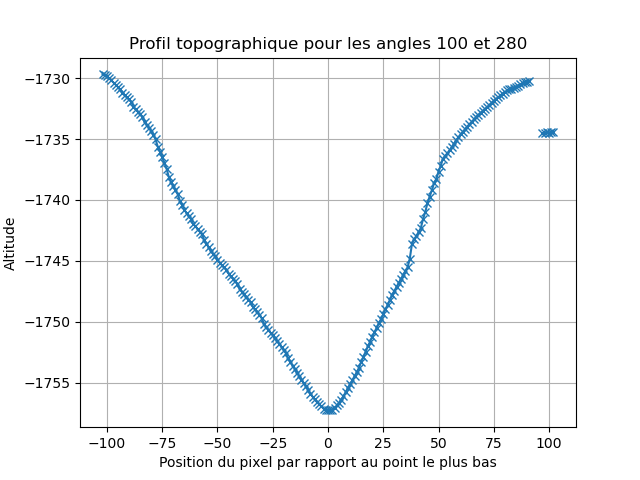 Profil topographique pour les angles 100 et 280
Altitude
−1730
−1735
−1740
−1745
−1750
−1755
−100 −75 −50 −25 0 25 50 75 100
Position du pixel par rapport au point le plus bas